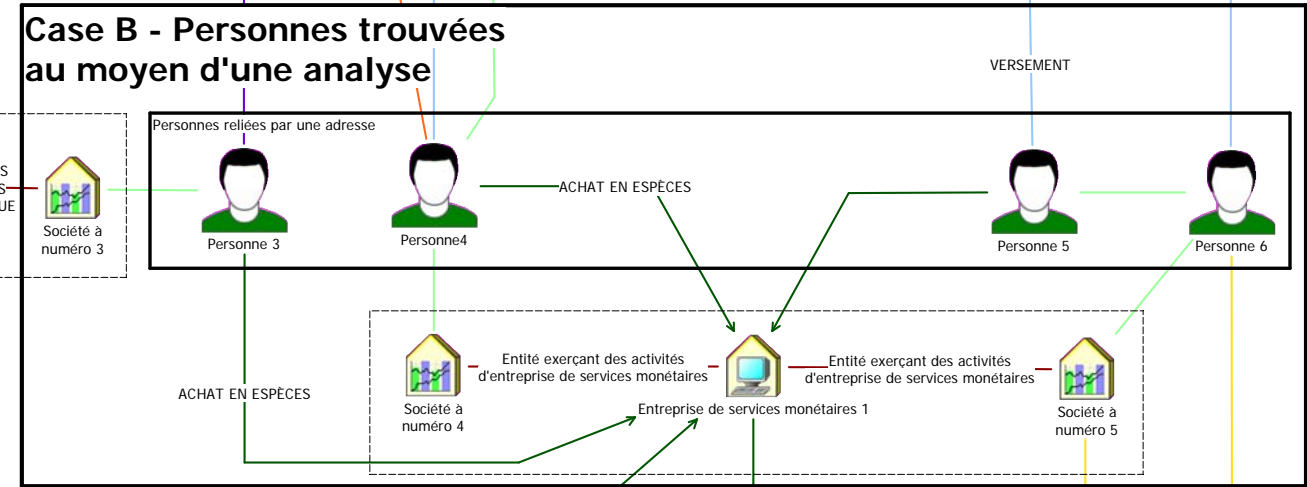 Case B - Personnes trouvées
au moyen d'une analyse
VERSEMENT
Personnes reliées par une adresse
S
S
UE
Société à
numéro 3
Personne 3
Personne4
ACHAT EN ESPÈCES
Personne 5
Personne 6
ACHAT EN ESPÈCES
Société à
numéro 4
Entité exerçant des activités
d'entreprise de services monétaires
Entreprise de services monétaires 1
Entité exerçant des activités
d'entreprise de services monétaires
Société à
numéro 5